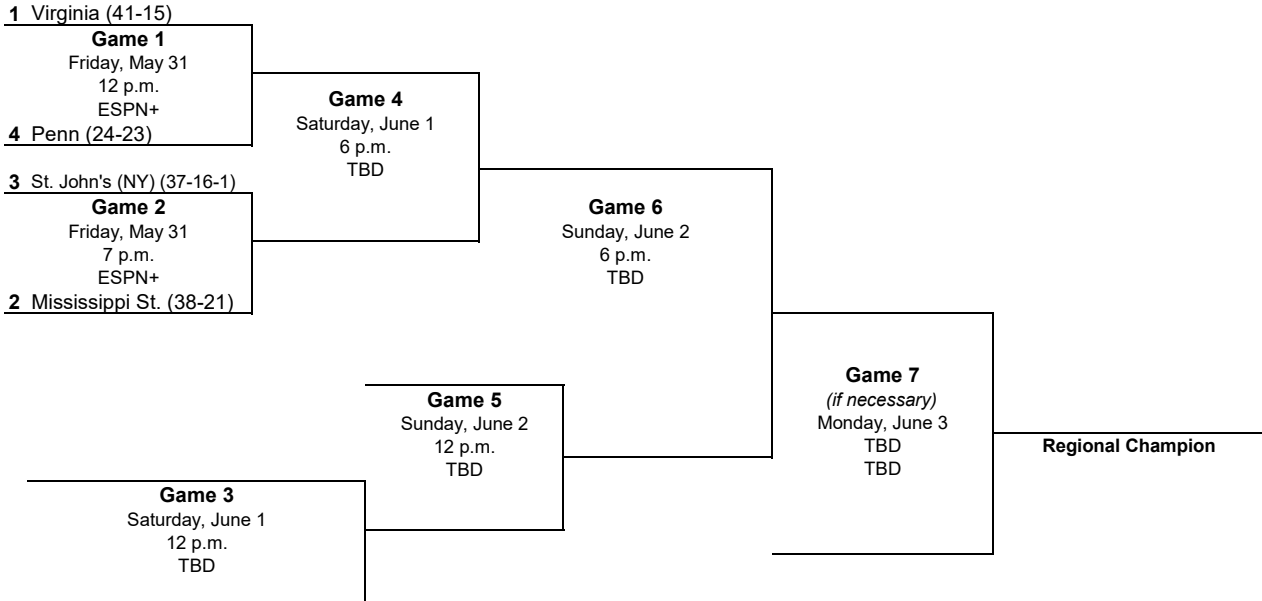 1 Virginia (41-15)
Game 1
Friday, May 31
12 p.m.
ESPN+
4 Penn (24-23)
3 St. John's (NY) (37-16-1)
Game 2
Friday, May 31
7 p.m.
ESPN+
2 Mississippi St. (38-21)
Game 4
Saturday, June 1
6 p.m.
TBD
Game 6
Sunday, June 2
6 p.m.
TBD
Game 5
Sunday, June 2
12 p.m.
TBD
Game 3
Saturday, June 1
12 p.m.
TBD
Game 7
(if necessary)
Monday, June 3
TBD
TBD
Regional Champion